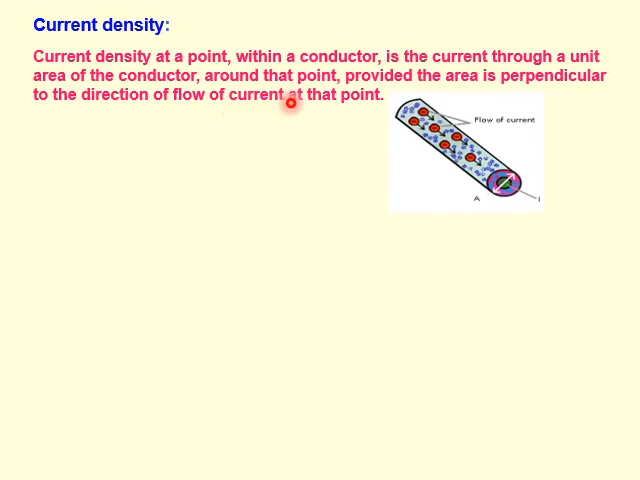 Current density:
Current density at a point, within a conductor, is the current through a unit
area of the conductor, around that point, provided the area is perpendicular
to the direction of flow of current at that point.
Flow of current
A
I